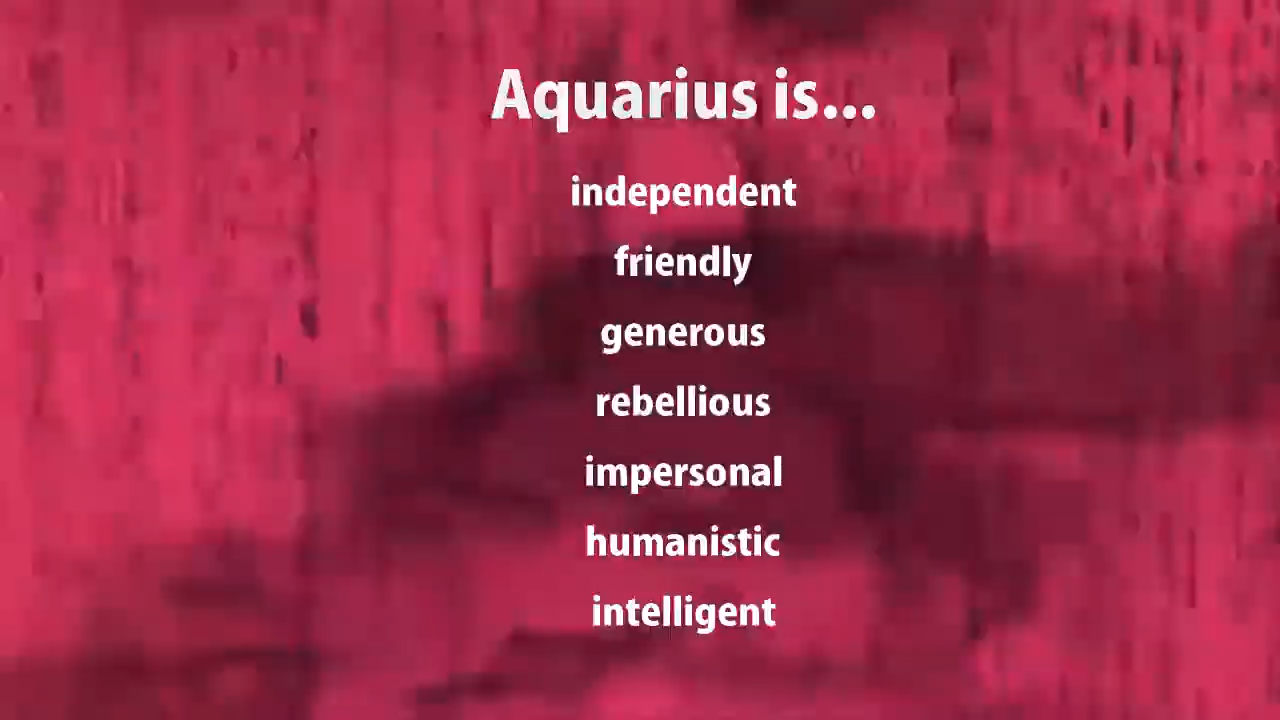 Aquarius is...
independent
friendly
generous
rebellious
impersonal
humanistic
intelligent